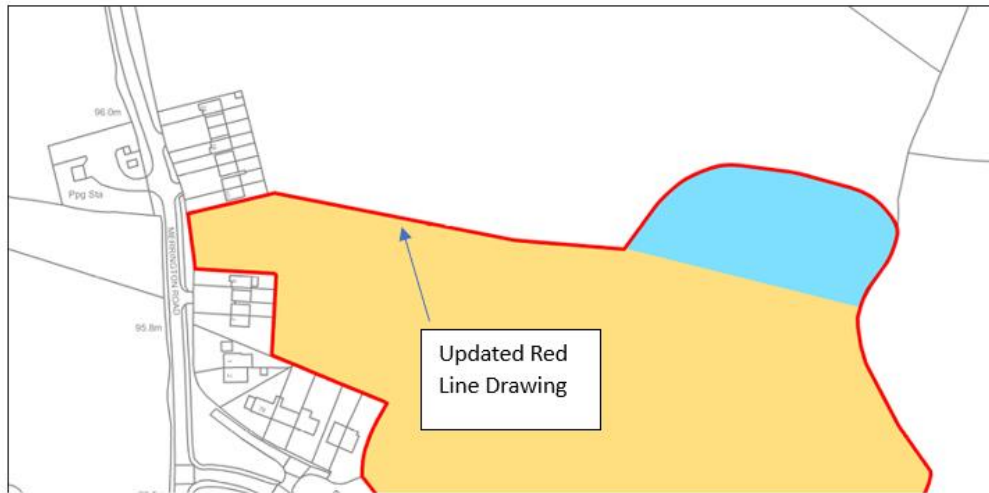 96.0m
Ppg Sta
MERRINGTON ROAD
95.8m
Updated Red
Line Drawing